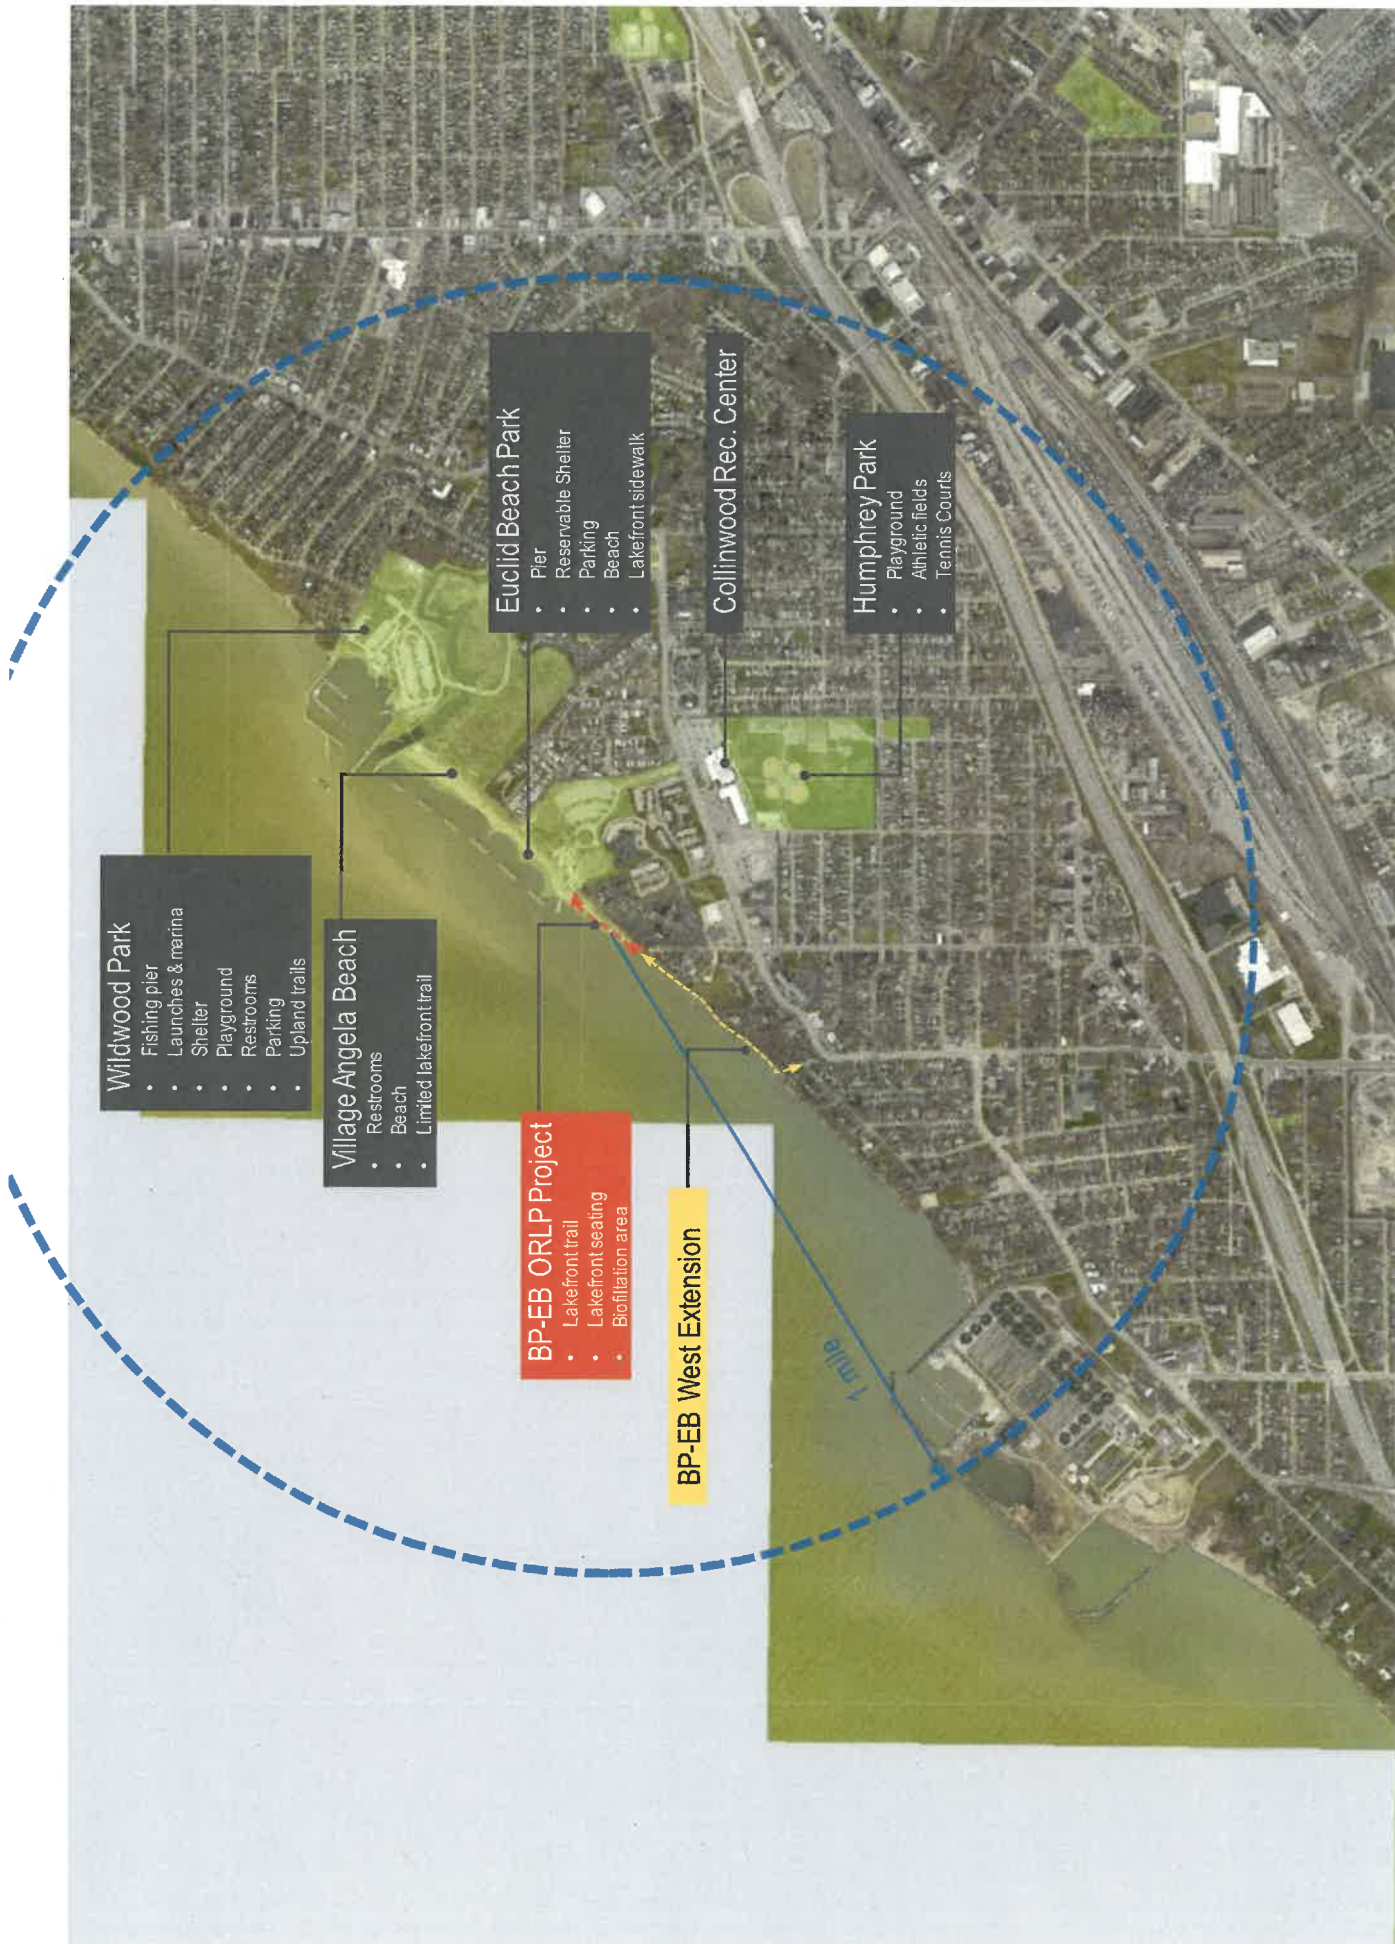 Wildwood Park
• Fishing pier
• Launches & marina
• Shelter
• Playground
• Restrooms
• Parking
• Upland trails
Village Angela Beach
• Restrooms
• Beach
• Limited lakefront trail
BP-EB ORLP Project
• Lakefront trail
• Lakefront seating
• Biofiltation area
BP-EB West Extension
1 mile
Euclid Beach Park
• Pier
• Reservable Shelter
• Parking
• Beach
• Lakefront sidewalk
Collinwood Rec. Center
Humphrey Park
• Playground
• Athletic fields
• Tennis Courts